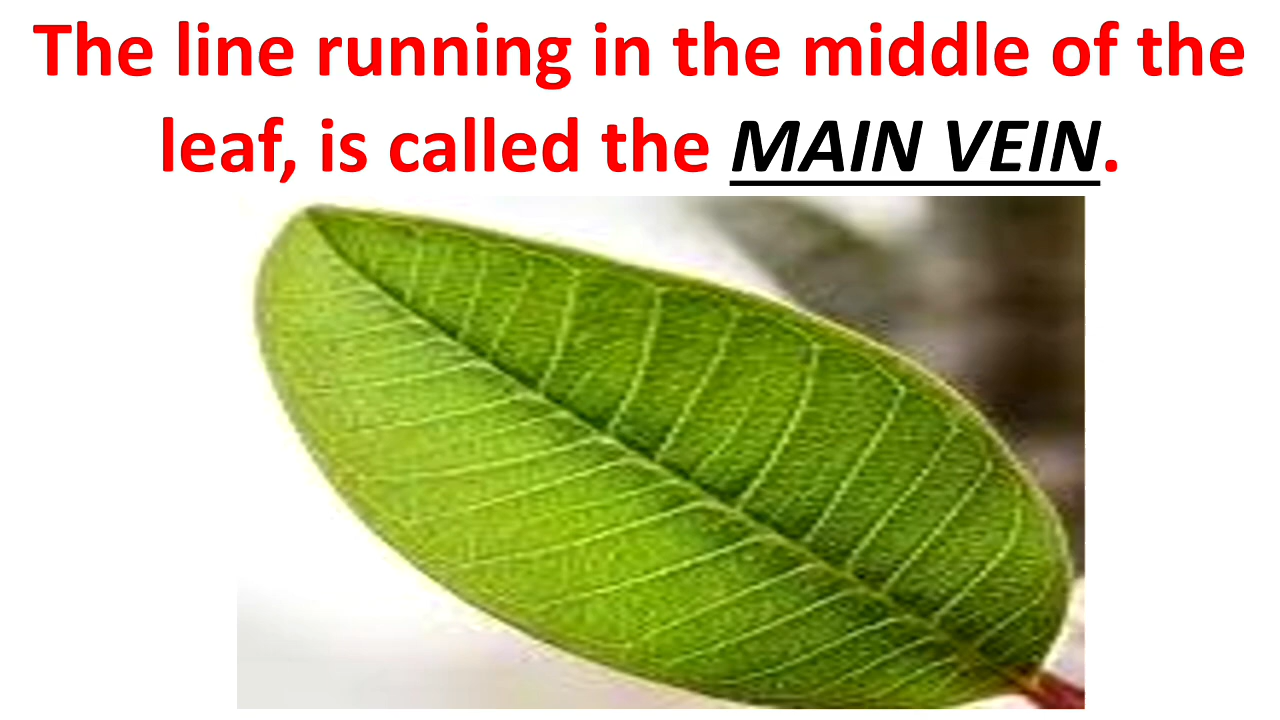 The line running in the middle of the
leaf, is called the MAIN VEIN.